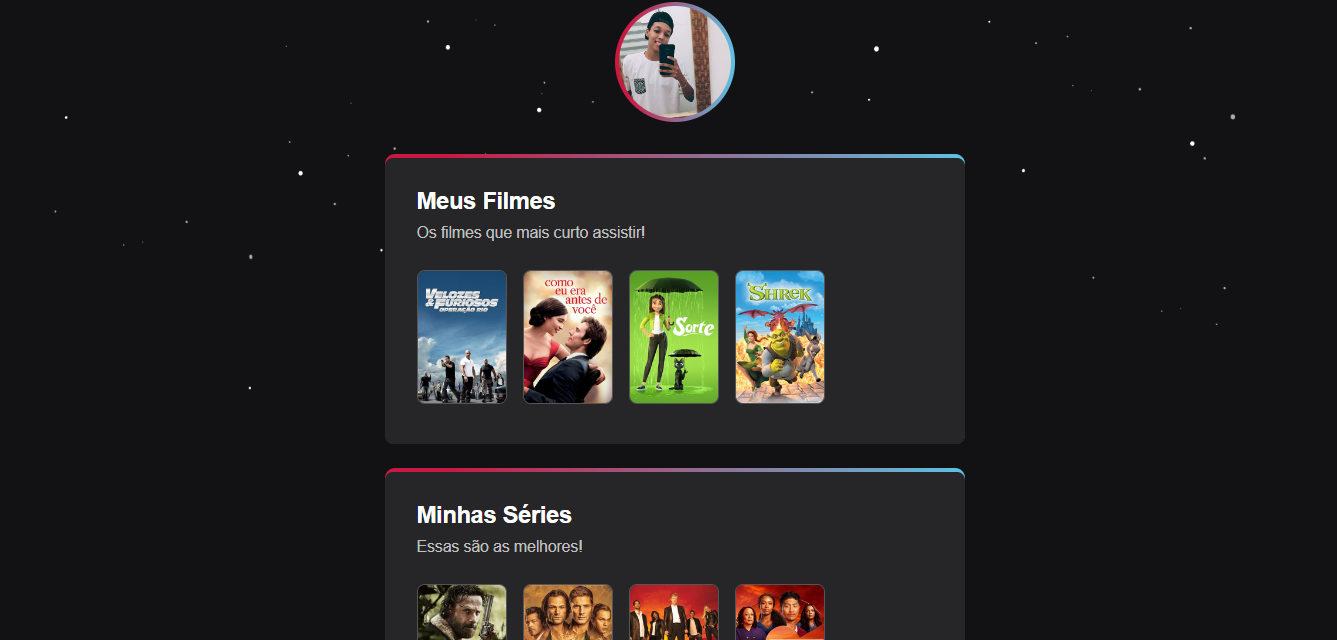 Meus Filmes
Os filmes que mais curto assistir!
VELOZES
& FURIOSOS
OPERAÇÃO RIO
como
eu era
antes de
você
Sorte
SHREK
Minhas Séries
Essas são as melhores!